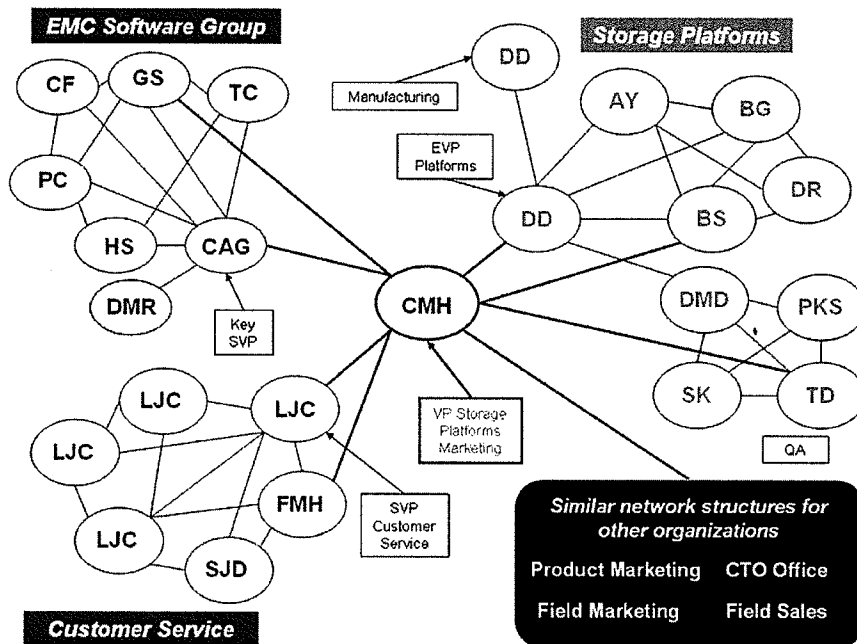 EMC Software Group
Storage Platforms
CF
GS
TC
PC
HS
CAG
DMR
Key
SVP
DD
Manufacturing
EVP
Platforms
AY
BG
DR
DD
BS
DMD
PKS
SK
TD
QA
CMH
VP Storage
Platforms
Marketing
LJC
LJC
LJC
LJC
SJD
FMH
SVP
Customer
Service
Customer Service
Similar network structures for
other organizations
Product Marketing CTO Office
Field Marketing Field Sales